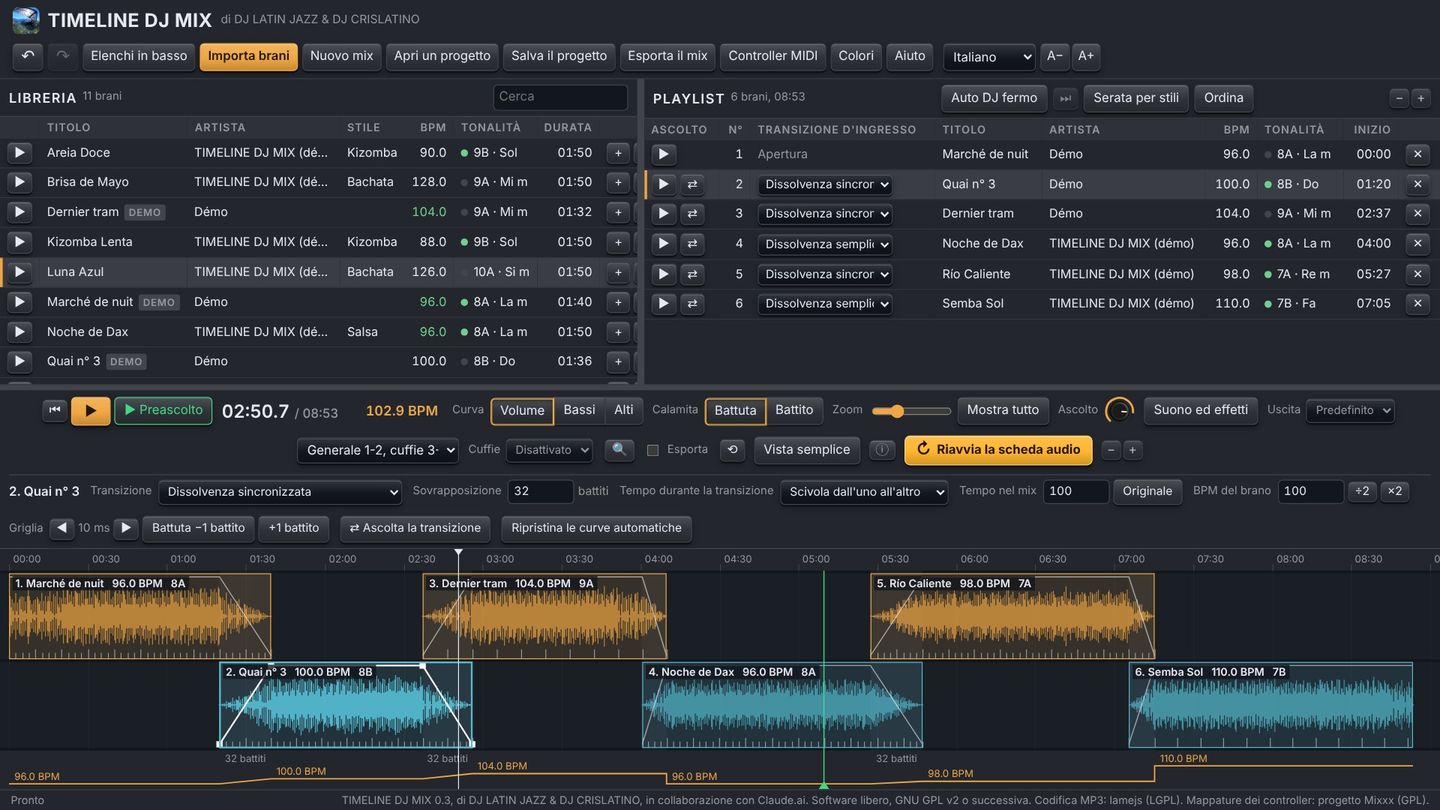 TIMELINE DJ MIX di DJ LATIN JAZZ & DJ CRISLATINO
Elenchi in basso Importa brani Nuovo mix Apri un progetto Salva il progetto Esporta il mix Controller MIDI Colori Aiuto Italiano A− A+
LIBRERIA 11 brani Cerca
TITOLO ARTISTA STILE BPM TONALITÀ DURATA
Areia Doce TIMELINE DJ MIX (dé... Kizomba 90.0 9B · Sol 01:50 +
Brisa de Mayo TIMELINE DJ MIX (dé... Bachata 128.0 9A · Mi m 01:50 +
Dernier tram DEMO Démo 104.0 9A · Mi m 01:32 +
Kizomba Lenta TIMELINE DJ MIX (dé... Kizomba 88.0 9B · Sol 01:50 +
Luna Azul TIMELINE DJ MIX (dé... Bachata 126.0 10A · Si m 01:50 +
Marché de nuit DEMO Démo 96.0 8A · La m 01:40 +
Noche de Dax TIMELINE DJ MIX (dé... Salsa 96.0 8A · La m 01:50 +
Quai n° 3 DEMO Démo 100.0 8B · Do 01:36 +
PLAYLIST 6 brani, 08:53 Auto DJ fermo Serata per stili Ordina − +
ASCOLTO N° TRANSIZIONE D'INGRESSO TITOLO ARTISTA BPM TONALITÀ INIZIO
1 Apertura Marché de nuit Démo 96.0 8A · La m 00:00 ✕
2 Dissolvenza sincror Quai n° 3 Démo 100.0 8B · Do 01:20 ✕
3 Dissolvenza sincror Dernier tram Démo 104.0 9A · Mi m 02:37 ✕
4 Dissolvenza semplic Noche de Dax TIMELINE DJ MIX (démo) 96.0 8A · La m 04:00 ✕
5 Dissolvenza sincror Río Caliente TIMELINE DJ MIX (démo) 98.0 7A · Re m 05:27 ✕
6 Dissolvenza semplic Semba Sol TIMELINE DJ MIX (démo) 110.0 7B · Fa 07:05 ✕
Preascolto 02:50.7 / 08:53 102.9 BPM Curva Volume Bassi Alti Calamita Battuta Battito Zoom Mostra tutto Ascolto Suono ed effetti Uscita Predefinito
Generale 1-2, cuffie 3- Cuffie Disattivato Esporta Vista semplice Riavvia la scheda audio − +
2. Quai n° 3 Transizione Dissolvenza sincronizzata Sovrapposizione 32 battiti Tempo durante la transizione Scivola dall'uno all'altro Tempo nel mix 100 Originale BPM del brano 100 ÷2 ×2
Griglia ◀ 10 ms ▶ Battuta −1 battito +1 battito ⇄ Ascolta la transizione Ripristina le curve automatiche
00:00 00:30 01:00 01:30 02:00 02:30 03:00 03:30 04:00 04:30 05:00 05:30 06:00 06:30 07:00 07:30 08:00 08:30
1. Marché de nuit 96.0 BPM 8A
3. Dernier tram 104.0 BPM 9A
5. Río Caliente 98.0 BPM 7A
2. Quai n° 3 100.0 BPM 8B
4. Noche de Dax 96.0 BPM 8A
6. Semba Sol 110.0 BPM 7B
32 battiti 32 battiti 32 battiti
96.0 BPM 100.0 BPM 104.0 BPM 96.0 BPM 98.0 BPM 110.0 BPM
Pronto TIMELINE DJ MIX 0.3, di DJ LATIN JAZZ & DJ CRISLATINO, in collaborazione con Claude.ai. Software libero, GNU GPL v2 o successiva. Codifica MP3: lamejs (LGPL). Mappature dei controller: progetto Mixxx (GPL).